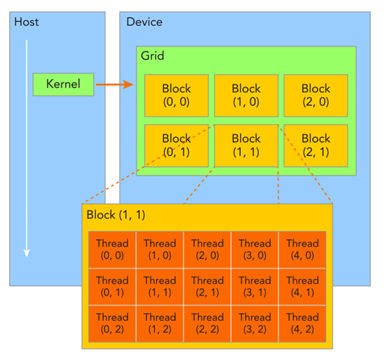 Host
Device
Grid
Kernel
Block
(0, 0)
Block
(1, 0)
Block
(2, 0)
Block
(0, 1)
Block
(1, 1)
Block
(2, 1)
Block (1, 1)
Thread
(0, 0)
Thread
(1, 0)
Thread
(2, 0)
Thread
(3, 0)
Thread
(4, 0)
Thread
(0, 1)
Thread
(1, 1)
Thread
(2, 1)
Thread
(3, 1)
Thread
(4, 1)
Thread
(0, 2)
Thread
(1, 2)
Thread
(2, 2)
Thread
(3, 2)
Thread
(4, 2)